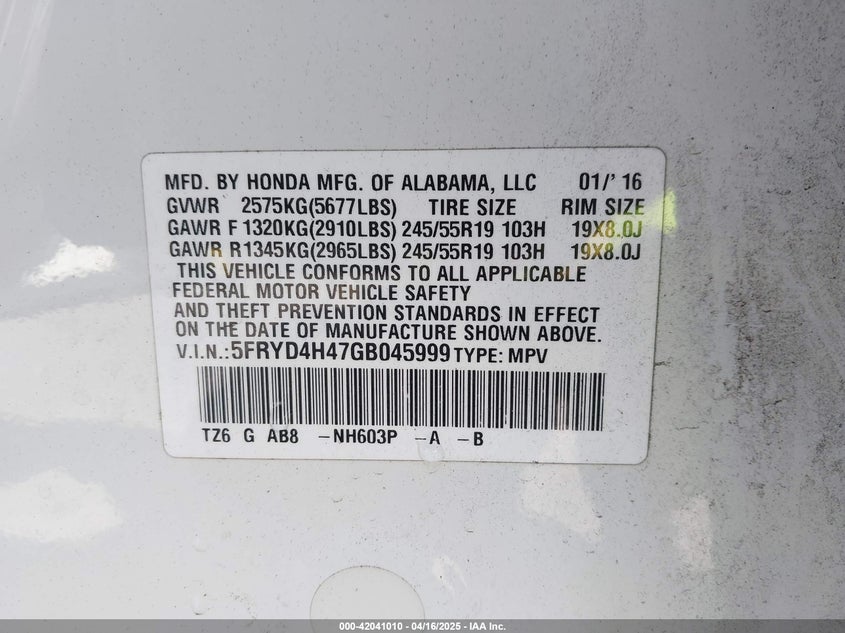 MFD. BY HONDA MFG. OF ALABAMA, LLC 01/'16
GVWR 2575KG(5677LBS) TIRE SIZE RIM SIZE
GAWR F 1320KG(2910LBS) 245/55R19 103H 19X8.0J
GAWR R 1345KG(2965LBS) 245/55R19 103H 19X8.0J
THIS VEHICLE CONFORMS TO ALL APPLICABLE
FEDERAL MOTOR VEHICLE SAFETY
AND THEFT PREVENTION STANDARDS IN EFFECT
ON THE DATE OF MANUFACTURE SHOWN ABOVE.
V.I.N.:5FRYD4H47GB045999 TYPE: MPV
TZ6 G AB8 -NH603P -A -B
000-42041010 - 04/16/2025 - IAA Inc.